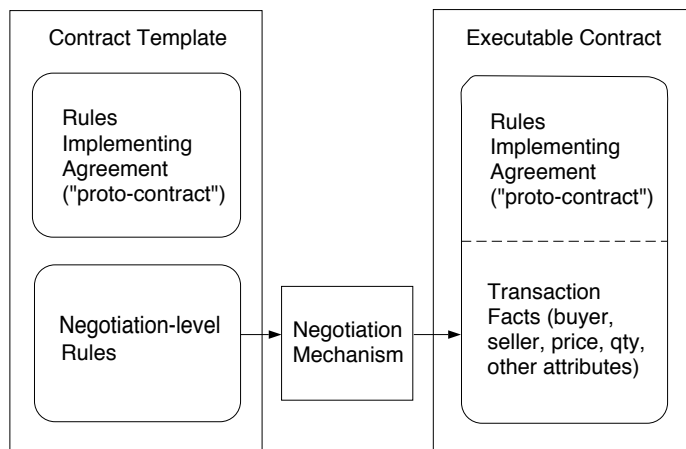 Contract Template
Rules
Implementing
Agreement
("proto-contract")
Negotiation-level
Rules
Negotiation
Mechanism
Executable Contract
Rules
Implementing
Agreement
("proto-contract")
Transaction
Facts (buyer,
seller, price, qty,
other attributes)